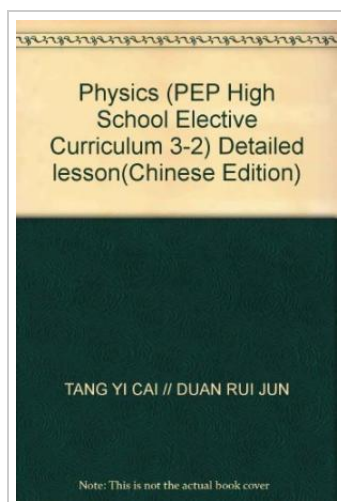 Physics (PEP High
School Elective
Curriculum 3-2) Detailed
lesson(Chinese Edition)
TANG YI CAI // DUAN RUI JUN
Note: This is not the actual book cover